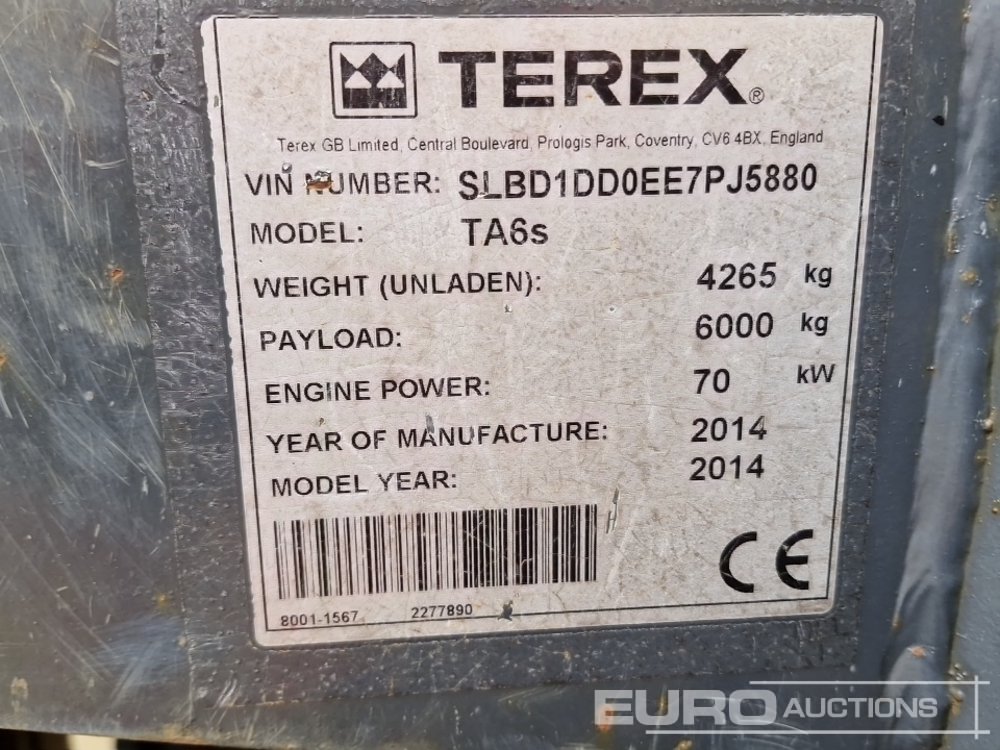 TEREX®
Terex GB Limited, Central Boulevard, Prologis Park, Coventry, CV6 4BX, England
VIN NUMBER: SLBD1DD0EE7PJ5880
MODEL: TA6s
WEIGHT (UNLADEN): 4265 kg
PAYLOAD: 6000 kg
ENGINE POWER: 70 kW
YEAR OF MANUFACTURE: 2014
MODEL YEAR: 2014
CE
8001-1567 2277890
EURO AUCTIONS